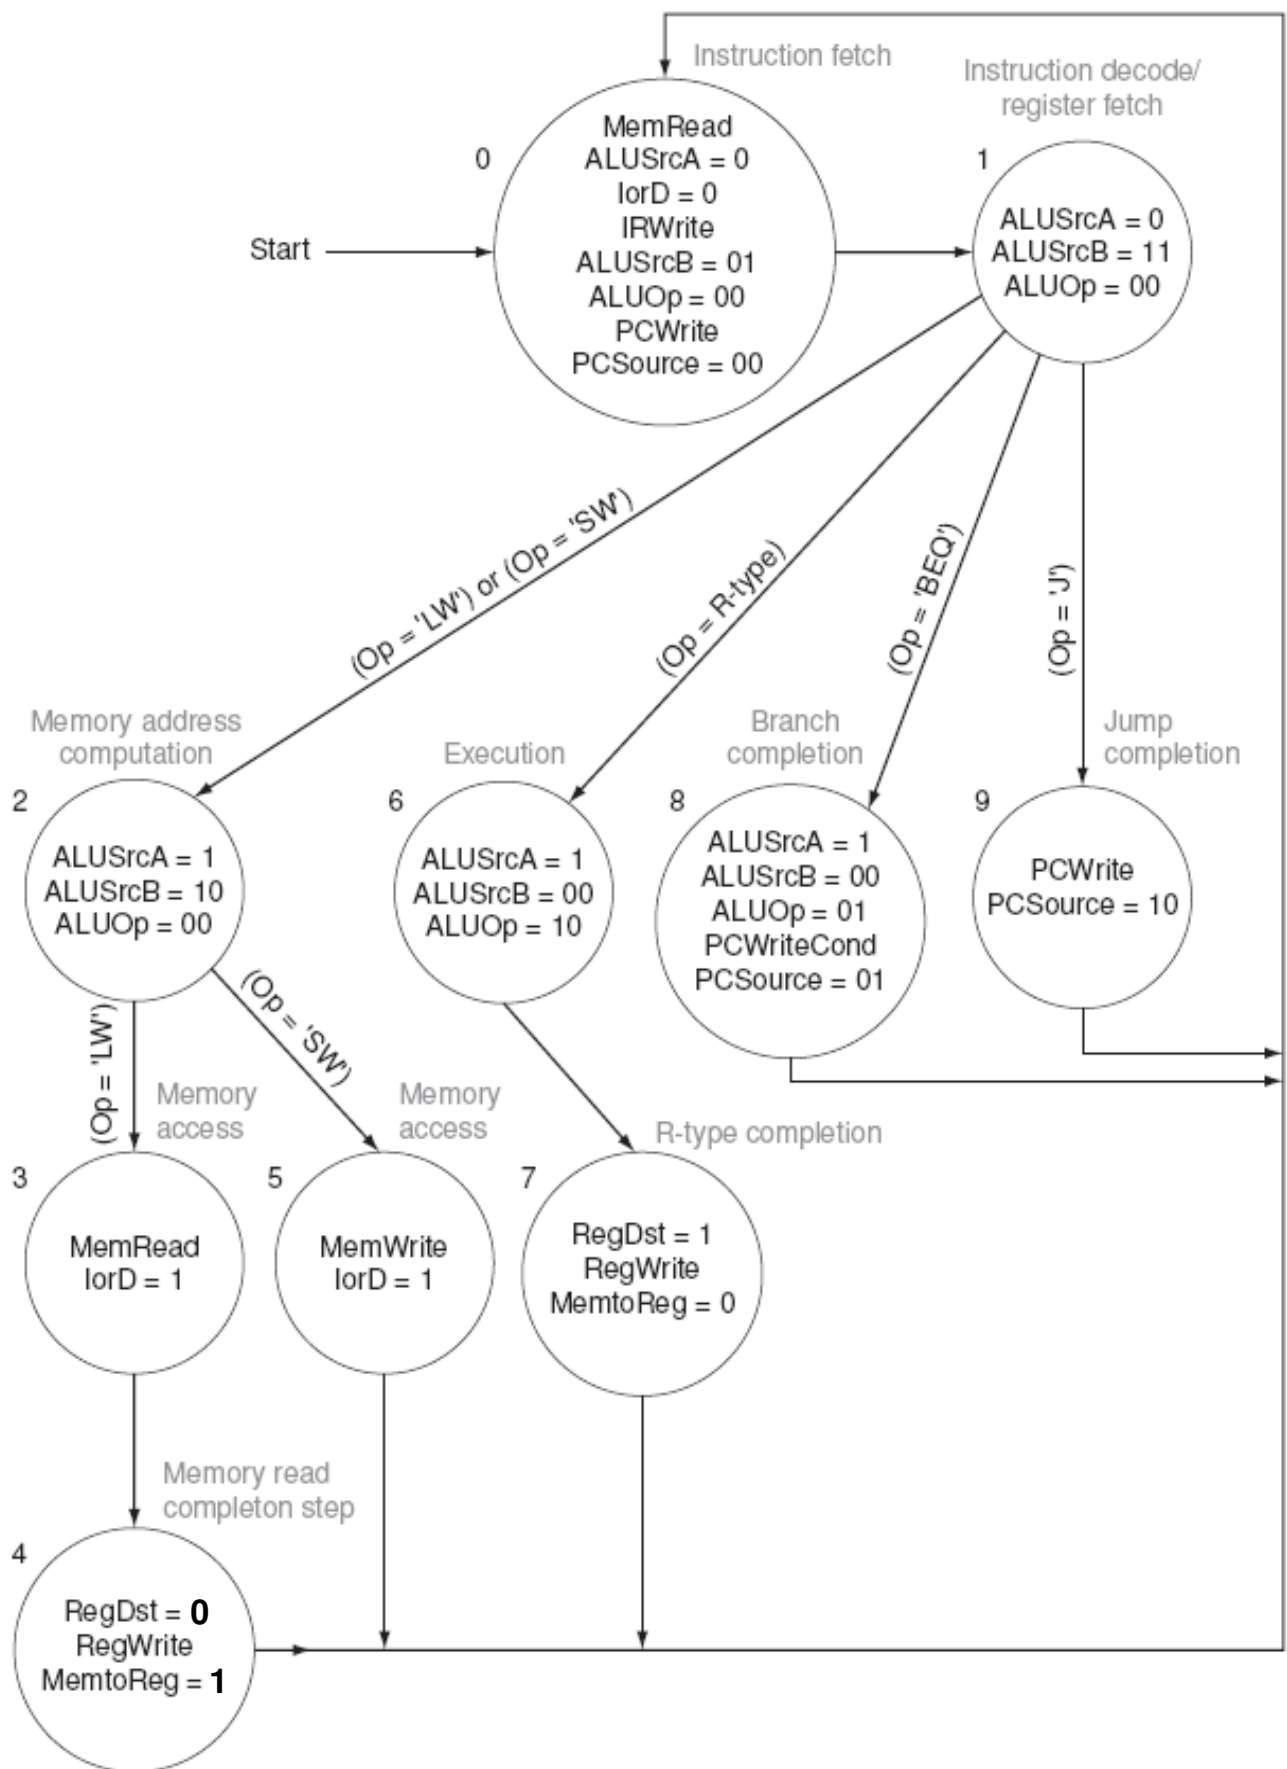 Instruction fetch
Instruction decode/
register fetch
0
MemRead
ALUSrcA = 0
IorD = 0
IRWrite
ALUSrcB = 01
ALUOp = 00
PCWrite
PCSource = 00
1
ALUSrcA = 0
ALUSrcB = 11
ALUOp = 00
Start
(Op = 'LW') or (Op = 'SW')
(Op = R-type)
(Op = 'BEQ')
(Op = 'J')
Memory address
computation
2
ALUSrcA = 1
ALUSrcB = 10
ALUOp = 00
Execution
6
ALUSrcA = 1
ALUSrcB = 00
ALUOp = 10
Branch
completion
8
ALUSrcA = 1
ALUSrcB = 00
ALUOp = 01
PCWriteCond
PCSource = 01
Jump
completion
9
PCWrite
PCSource = 10
(Op = 'LW')
(Op = 'SW')
Memory
access
3
MemRead
IorD = 1
Memory
access
5
MemWrite
IorD = 1
R-type completion
7
RegDst = 1
RegWrite
MemtoReg = 0
Memory read
completon step
4
RegDst = 0
RegWrite
MemtoReg = 1